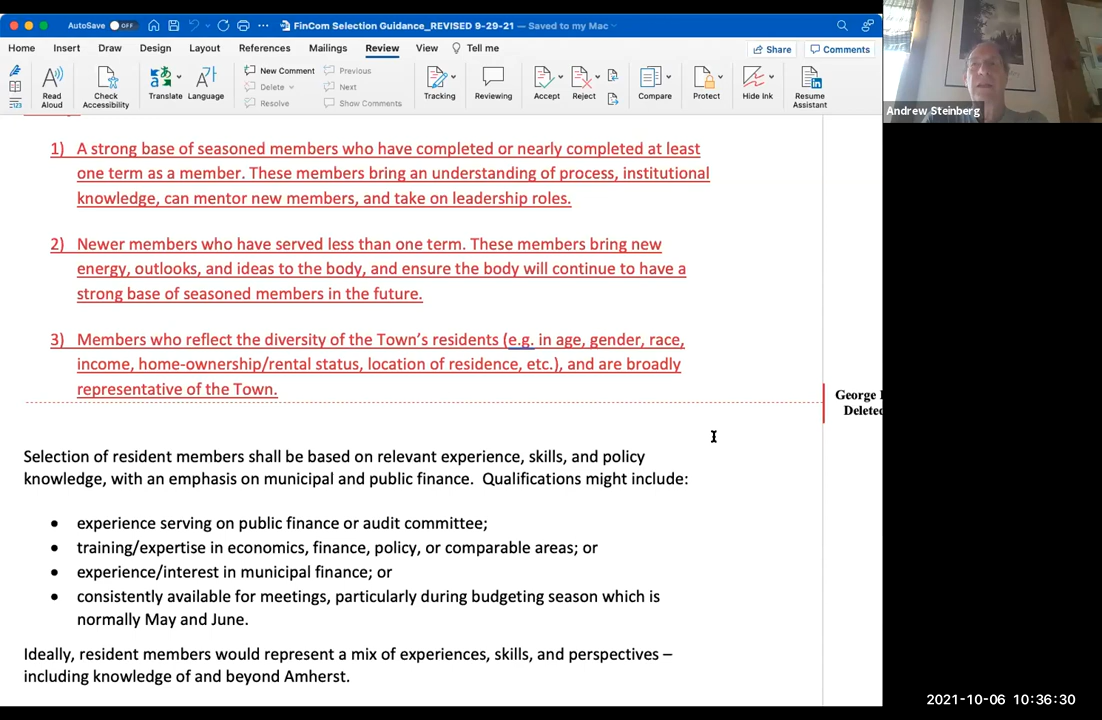 AutoSave OFF FinCom Selection Guidance_REVISED 9-29-21 — Saved to my Mac
Home Insert Draw Design Layout References Mailings Review View Tell me Share Comments
Read Aloud Check Accessibility Translate Language New Comment Delete Resolve Previous Next Show Comments Tracking Reviewing Accept Reject Compare Protect Hide Ink Resume Assistant
Andrew Steinberg
1) A strong base of seasoned members who have completed or nearly completed at least
one term as a member. These members bring an understanding of process, institutional
knowledge, can mentor new members, and take on leadership roles.
2) Newer members who have served less than one term. These members bring new
energy, outlooks, and ideas to the body, and ensure the body will continue to have a
strong base of seasoned members in the future.
3) Members who reflect the diversity of the Town's residents (e.g. in age, gender, race,
income, home-ownership/rental status, location of residence, etc.), and are broadly
representative of the Town.
George
Deleted
Selection of resident members shall be based on relevant experience, skills, and policy
knowledge, with an emphasis on municipal and public finance. Qualifications might include:
• experience serving on public finance or audit committee;
• training/expertise in economics, finance, policy, or comparable areas; or
• experience/interest in municipal finance; or
• consistently available for meetings, particularly during budgeting season which is
normally May and June.
Ideally, resident members would represent a mix of experiences, skills, and perspectives –
including knowledge of and beyond Amherst.
2021-10-06 10:36:30